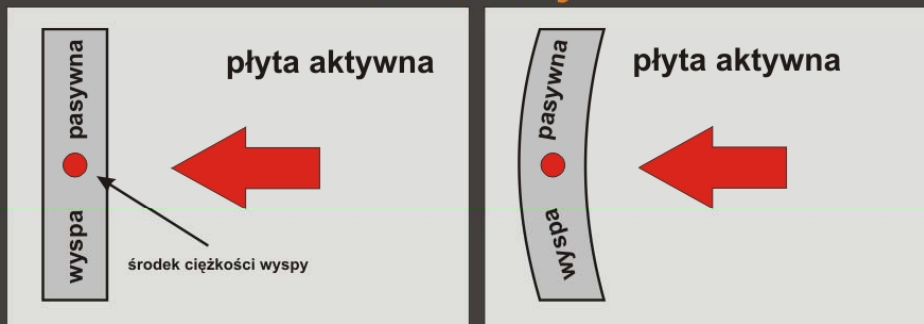 płyta aktywna
wyspa pasywna
środek ciężkości wyspy
płyta aktywna
wyspa pasywna